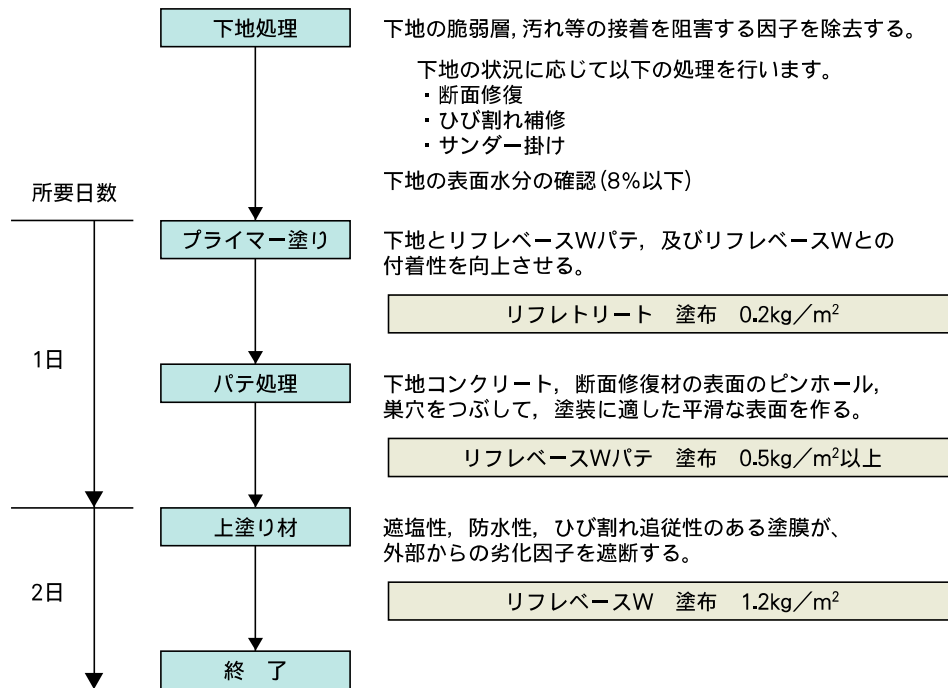 下地処理
下地の脆弱層,汚れ等の接着を阻害する因子を除去する。
下地の状況に応じて以下の処理を行います。
・断面修復
・ひび割れ補修
・サンダー掛け
下地の表面水分の確認(8%以下)
所要日数
プライマー塗り
下地とリフレベースWパテ，及びリフレベースWとの
付着性を向上させる。
リフレトリート　塗布　0.2kg／m²
1日
パテ処理
下地コンクリート，断面修復材の表面のピンホール，
巣穴をつぶして，塗装に適した平滑な表面を作る。
リフレベースWパテ　塗布　0.5kg／m²以上
上塗り材
遮塩性，防水性，ひび割れ追従性のある塗膜が、
外部からの劣化因子を遮断する。
2日
リフレベースW　塗布　1.2kg／m²
終　了